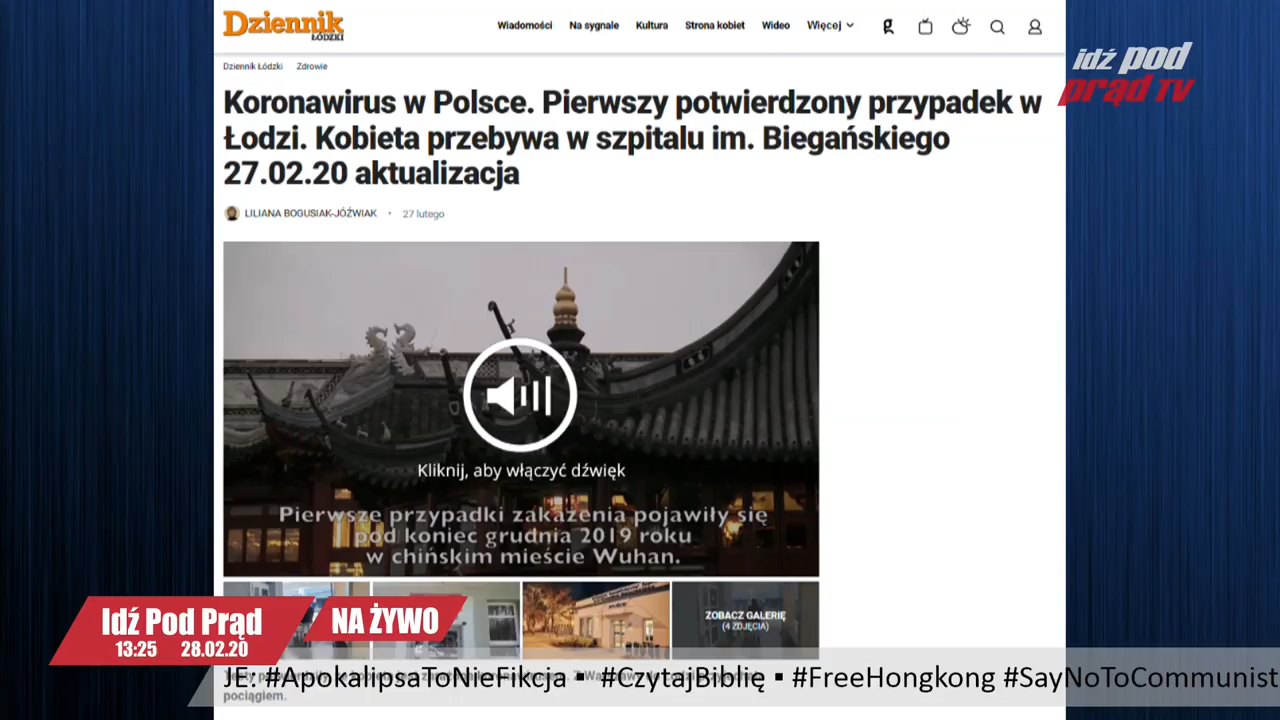 Dziennik
ŁÓDZKI
Wiadomości Na sygnale Kultura Strona kobiet Wideo Więcej
idź pod
prąd TV
Dziennik Łódzki Zdrowie
Koronawirus w Polsce. Pierwszy potwierdzony przypadek w
Łodzi. Kobieta przebywa w szpitalu im. Biegańskiego
27.02.20 aktualizacja
LILIANA BOGUSIAK-JÓŹWIAK • 27 lutego
Kliknij, aby włączyć dźwięk
Pierwsze przypadki zakażenia pojawiły się
pod koniec grudnia 2019 roku
w chińskim mieście Wuhan.
ZOBACZ GALERIĘ
(4 ZDJĘCIA)
Idź Pod Prąd NA ŻYWO
13:25 28.02.20
JE: #ApokalipsaToNieFikcja ▪ #CzytajBiblię ▪ #FreeHongkong #SayNoToCommunist
pociągiem.